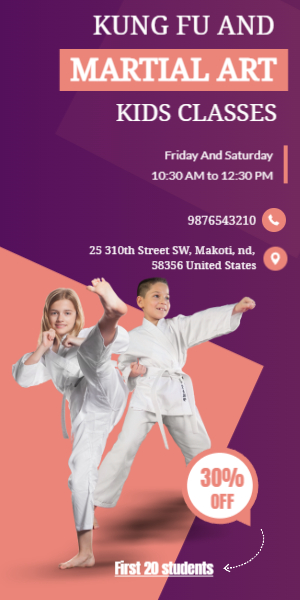 KUNG FU AND
MARTIAL ART
KIDS CLASSES
Friday And Saturday
10:30 AM to 12:30 PM
9876543210
25 310th Street SW, Makoti, nd,
58356 United States
30%
OFF
First 20 students